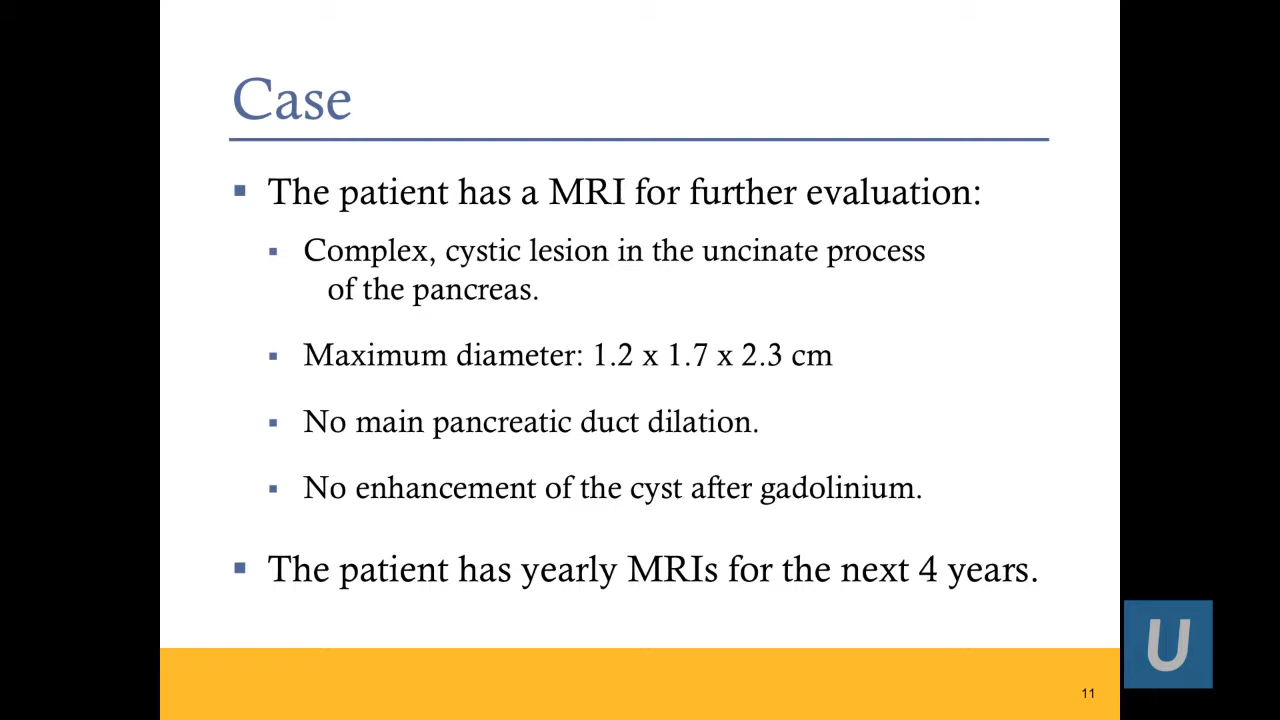 Case
▪ The patient has a MRI for further evaluation:
▪ Complex, cystic lesion in the uncinate process
of the pancreas.
▪ Maximum diameter: 1.2 x 1.7 x 2.3 cm
▪ No main pancreatic duct dilation.
▪ No enhancement of the cyst after gadolinium.
▪ The patient has yearly MRIs for the next 4 years.
U
11